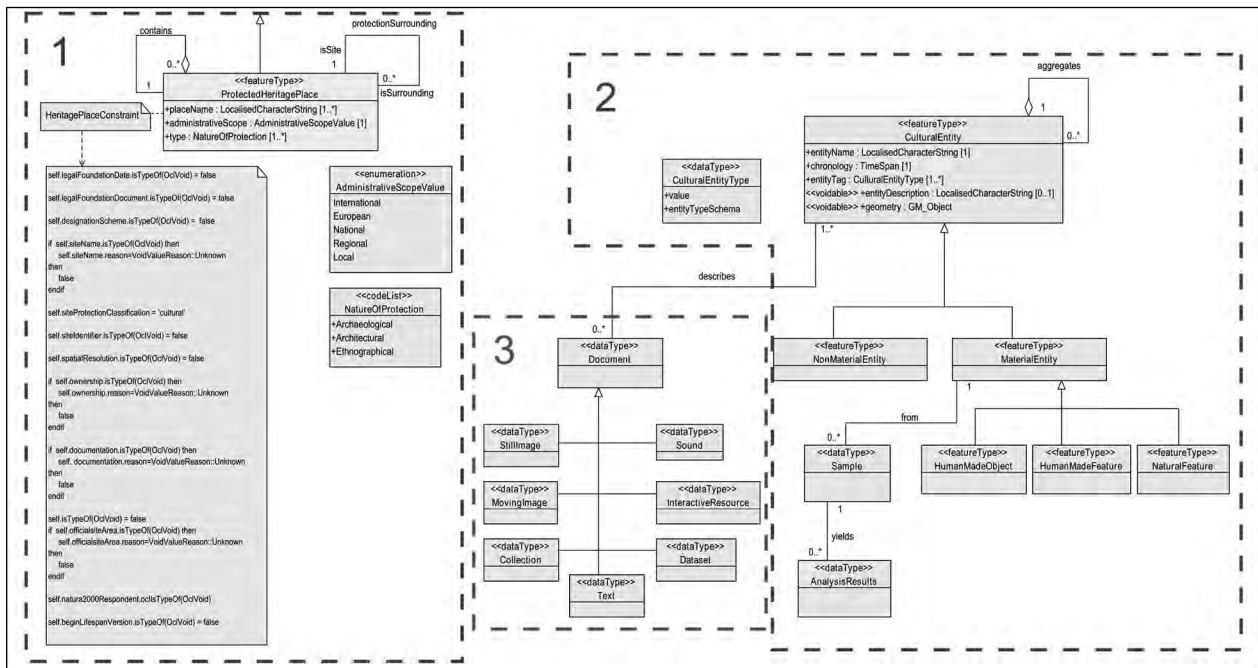 1
contains
0..*
1
protectionSurrounding
isSite
1
0..*
isSurrounding
<<featureType>>
ProtectedHeritagePlace
+placeName : LocalisedCharacterString [1..*]
+administrativeScope : AdministrativeScopeValue [1]
+type : NatureOfProtection [1..*]
HeritagePlaceConstraint
self.legalFoundationDate.isTypeOf(OclVoid) = false
self.legalFoundationDocument.isTypeOf(OclVoid) = false
self.designationScheme.isTypeOf(OclVoid) = false
if self.siteName.isTypeOf(OclVoid) then
self.siteName.reason=VoidValueReason::Unknown
then
false
endif
self.siteProtectionClassification = 'cultural'
self.siteIdentifier.isTypeOf(OclVoid) = false
self.spatialResolution.isTypeOf(OclVoid) = false
if self.ownership.isTypeOf(OclVoid) then
self.ownership.reason=VoidValueReason::Unknown
then
false
endif
if self.documentation.isTypeOf(OclVoid) then
self. documentation.reason=VoidValueReason::Unknown
then
false
endif
self.isTypeOf(OclVoid) = false
if self.officialsiteArea.isTypeOf(OclVoid) then
self.officialsiteArea.reason=VoidValueReason::Unknown
then
false
endif
self.natura2000Respondent.oclIsTypeOf(OclVoid)
self.beginLifespanVersion.isTypeOf(OclVoid) = false
<<enumeration>>
AdministrativeScopeValue
International
European
National
Regional
Local
<<codeList>>
NatureOfProtection
+Archaeological
+Architectural
+Ethnographical
2
aggregates
1
0..*
<<featureType>>
CulturalEntity
+entityName : LocalisedCharacterString [1]
+chronology : TimeSpan [1]
+entityTag : CulturalEntityType [1..*]
<<voidable>> +entityDescription : LocalisedCharacterString [0..1]
<<voidable>> +geometry : GM_Object
<<dataType>>
CulturalEntityType
+value
+entityTypeSchema
1..*
describes
0..*
<<featureType>>
NonMaterialEntity
<<featureType>>
MaterialEntity
1
from
0..*
<<dataType>>
Sample
1
yields
0..*
<<dataType>>
AnalysisResults
<<featureType>>
HumanMadeObject
<<featureType>>
HumanMadeFeature
<<featureType>>
NaturalFeature
3
<<dataType>>
Document
<<dataType>>
StillImage
<<dataType>>
Sound
<<dataType>>
MovingImage
<<dataType>>
InteractiveResource
<<dataType>>
Collection
<<dataType>>
Dataset
<<dataType>>
Text